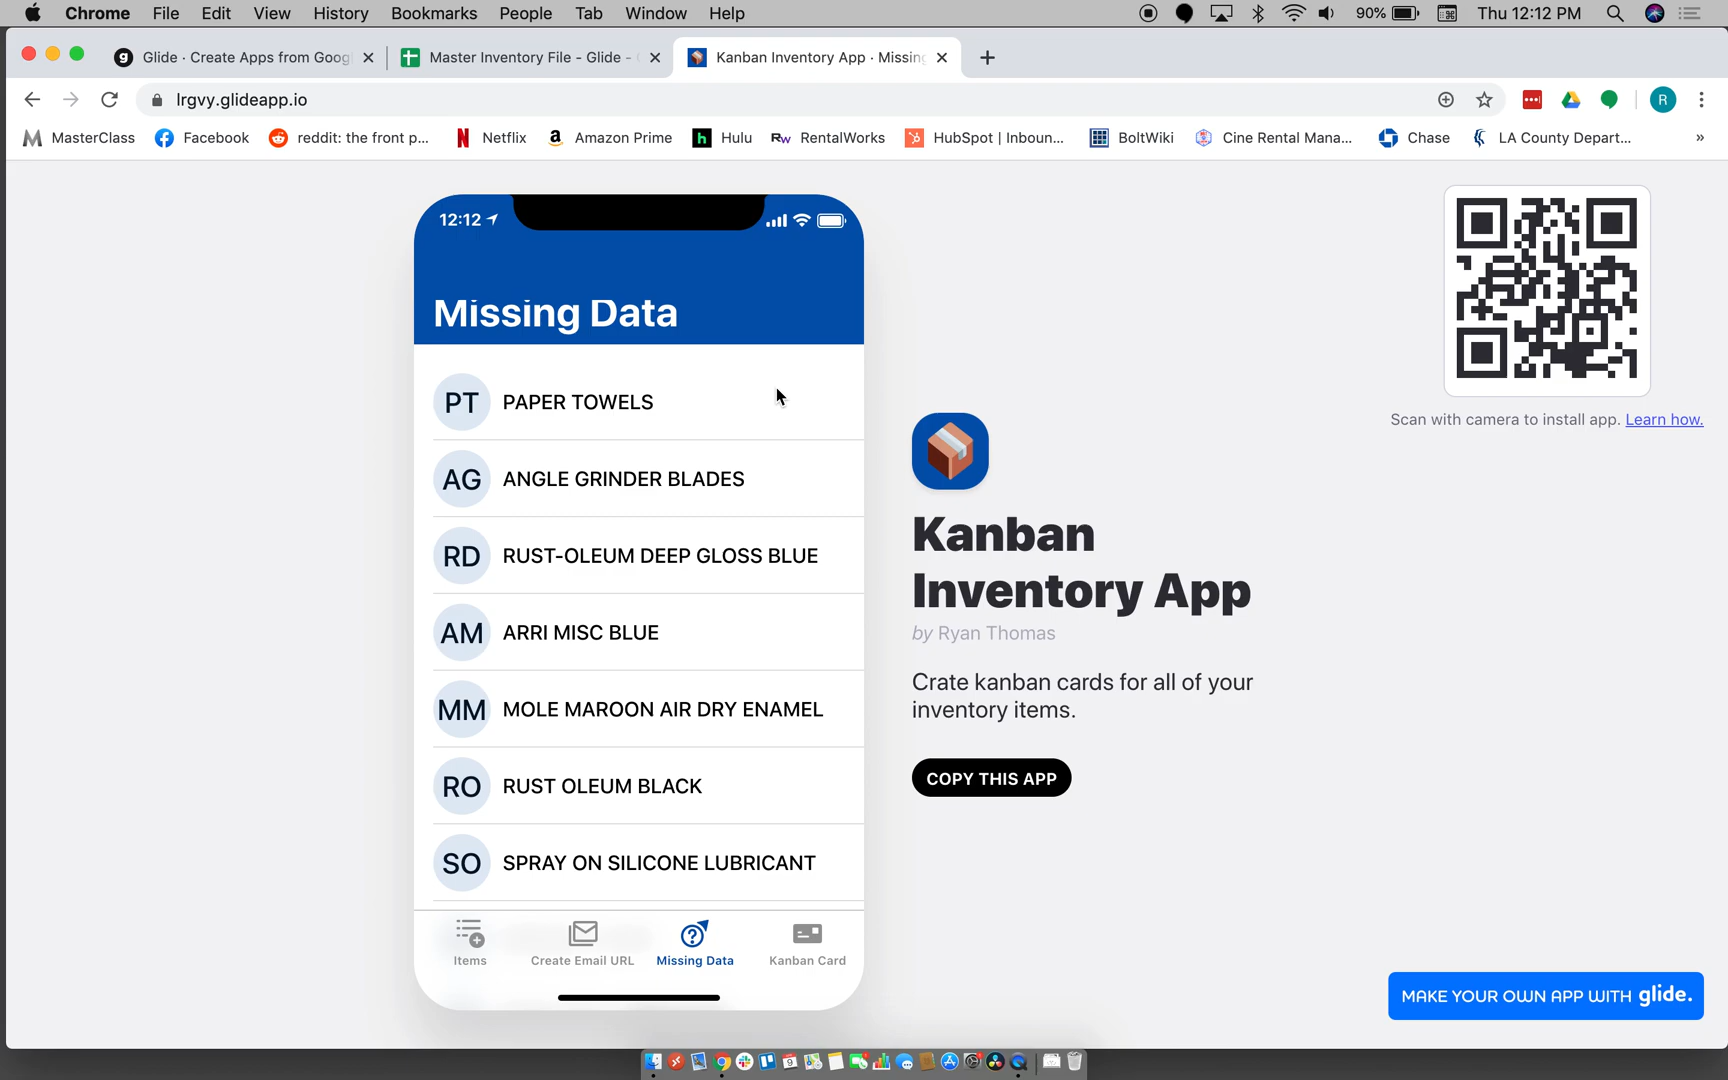 Chrome File Edit View History Bookmarks People Tab Window Help 90% Thu 12:12 PM
Glide · Create Apps from Goog Master Inventory File - Glide - Kanban Inventory App · Missing
lrgvy.glideapp.io R
MasterClass Facebook reddit: the front p... Netflix Amazon Prime Hulu RentalWorks HubSpot | Inboun... BoltWiki Cine Rental Mana... Chase LA County Depart... »
12:12
Missing Data
PT PAPER TOWELS
AG ANGLE GRINDER BLADES
RD RUST-OLEUM DEEP GLOSS BLUE
AM ARRI MISC BLUE
MM MOLE MAROON AIR DRY ENAMEL
RO RUST OLEUM BLACK
SO SPRAY ON SILICONE LUBRICANT
Items Create Email URL Missing Data Kanban Card
Kanban
Inventory App
by Ryan Thomas
Crate kanban cards for all of your
inventory items.
COPY THIS APP
Scan with camera to install app. Learn how.
MAKE YOUR OWN APP WITH glide.